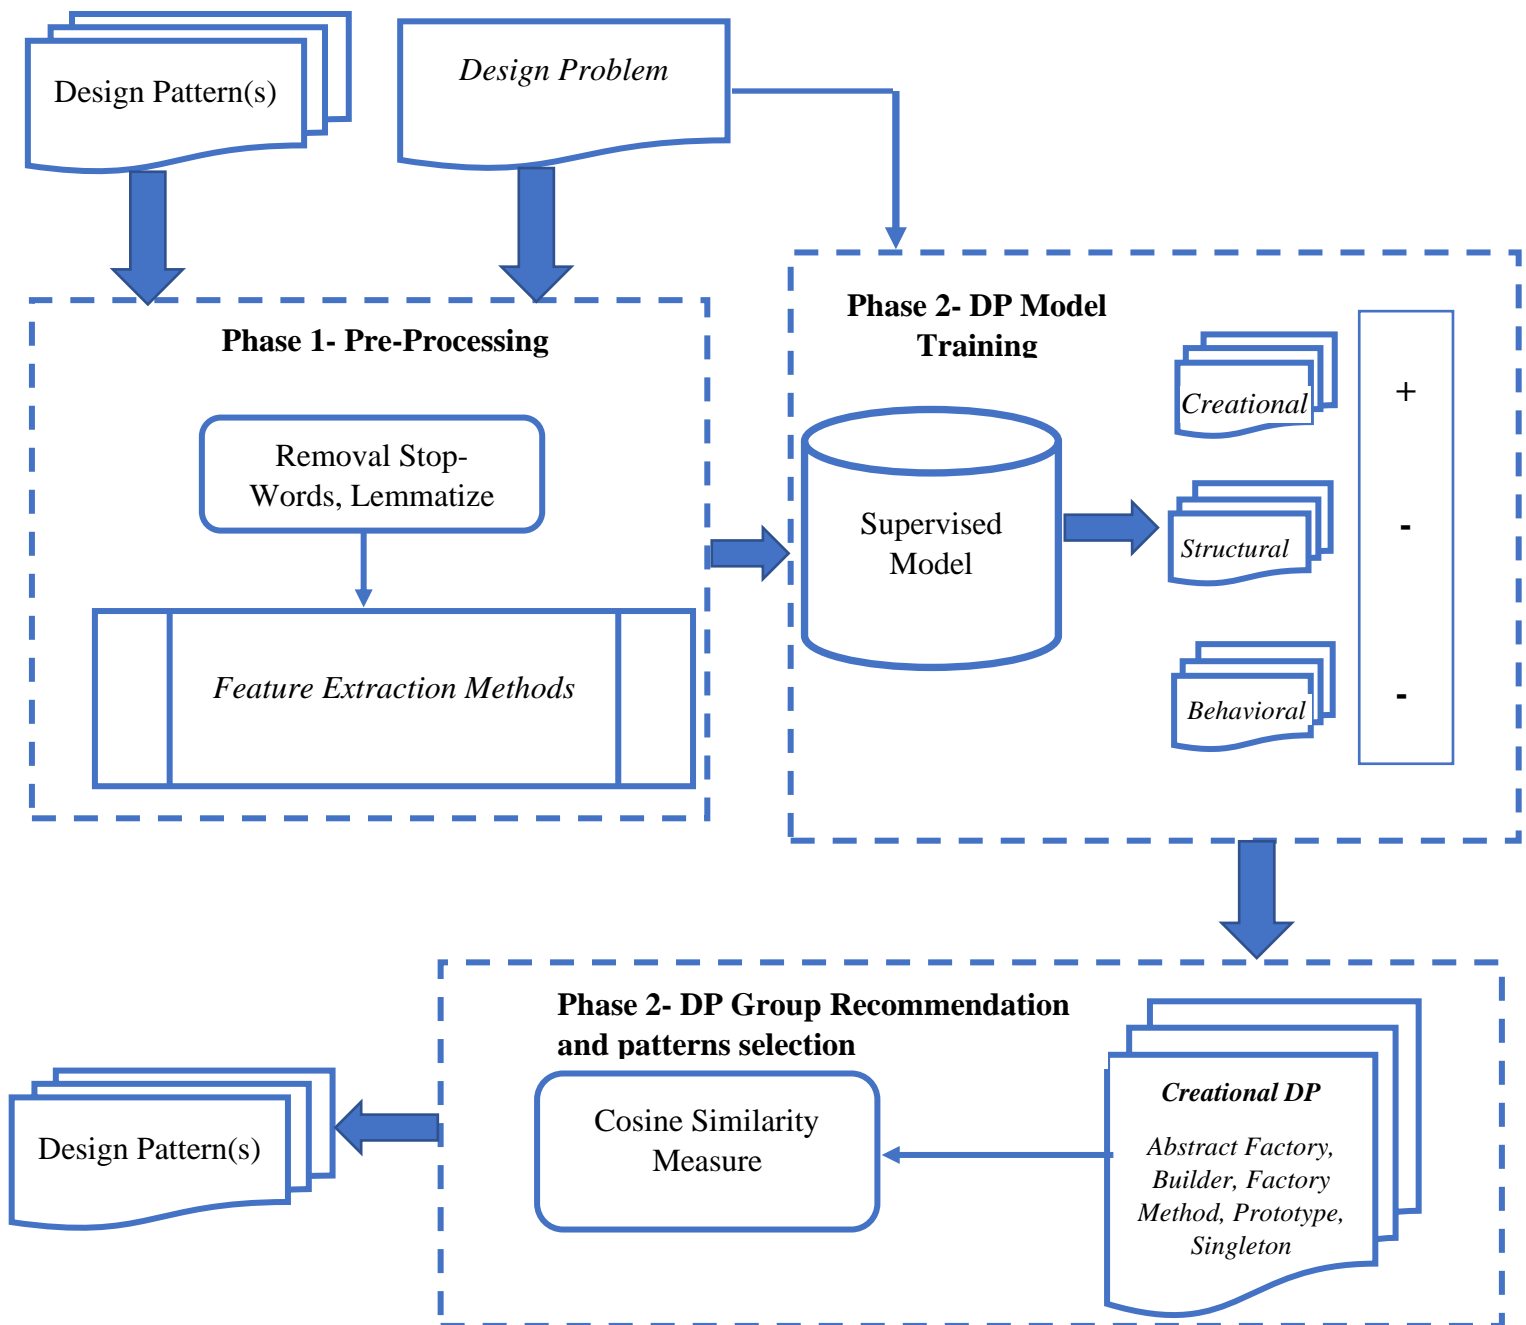 Design Pattern(s)
Design Problem
Phase 1- Pre-Processing
Removal Stop-
Words, Lemmatize
Feature Extraction Methods
Phase 2- DP Model
Training
Supervised
Model
Creational
+
Structural
-
Behavioral
-
Phase 2- DP Group Recommendation
and patterns selection
Cosine Similarity
Measure
Creational DP
Abstract Factory,
Builder, Factory
Method, Prototype,
Singleton
Design Pattern(s)